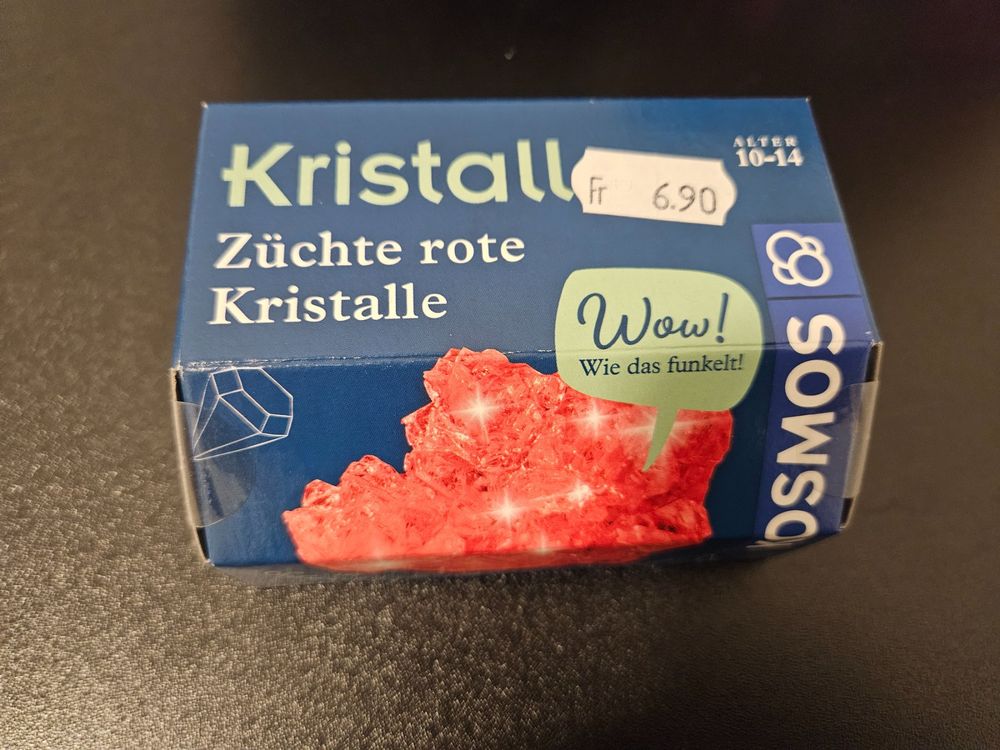 Kristall
Fr 6.90
ALTER
10-14
Züchte rote
Kristalle
Wow!
Wie das funkelt!
KOSMOS